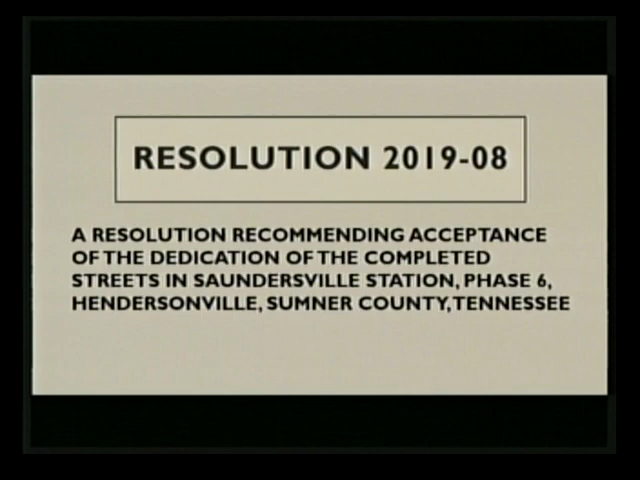 RESOLUTION 2019-08
A RESOLUTION RECOMMENDING ACCEPTANCE
OF THE DEDICATION OF THE COMPLETED
STREETS IN SAUNDERSVILLE STATION, PHASE 6,
HENDERSONVILLE, SUMNER COUNTY, TENNESSEE